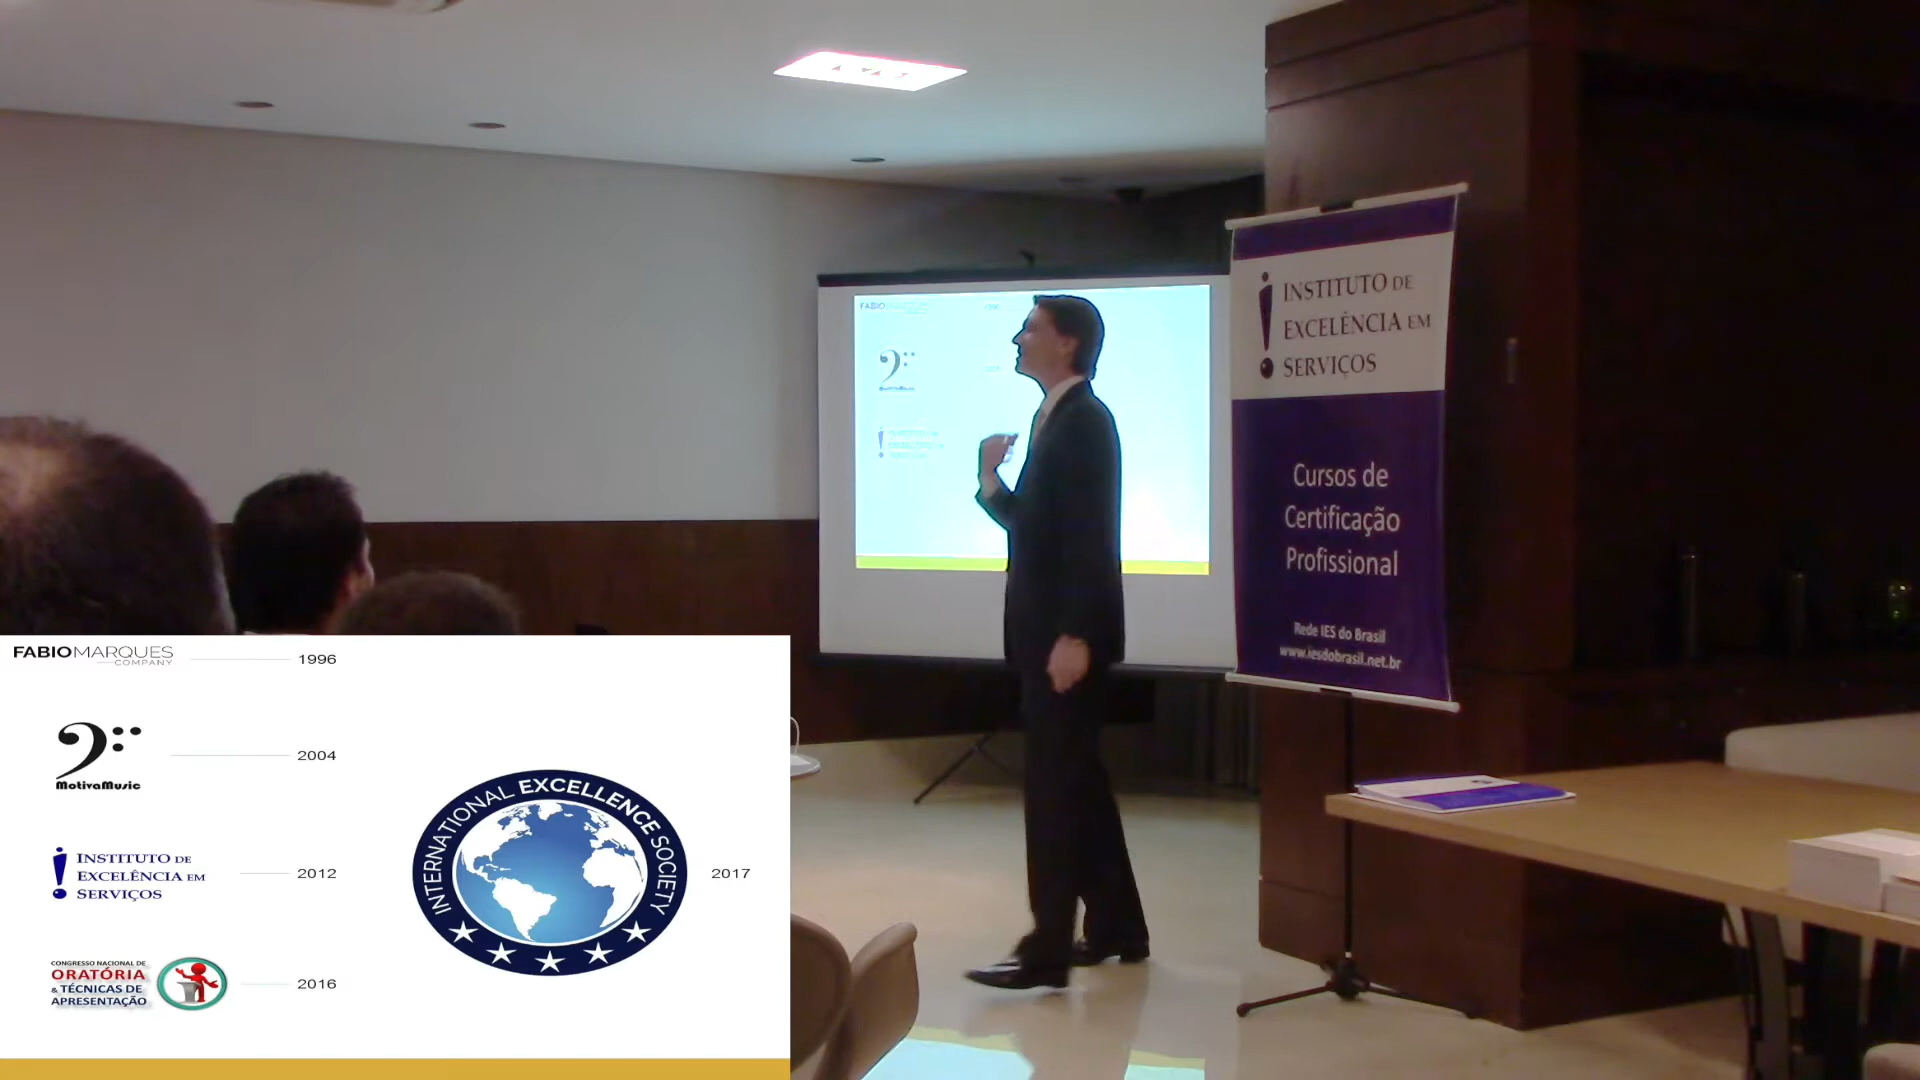 FABIO
INSTITUTO DE
EXCELÊNCIA EM
SERVIÇOS
Cursos de
Certificação
Profissional
Rede IES do Brasil
www.iesdobrasil.net.br
FABIOMARQUES
COMPANY
1996
MotivaMusic
2004
INSTITUTO DE
EXCELÊNCIA EM
SERVIÇOS
2012
CONGRESSO NACIONAL DE
ORATÓRIA
& TÉCNICAS DE
APRESENTAÇÃO
2016
INTERNATIONAL EXCELLENCE SOCIETY
2017